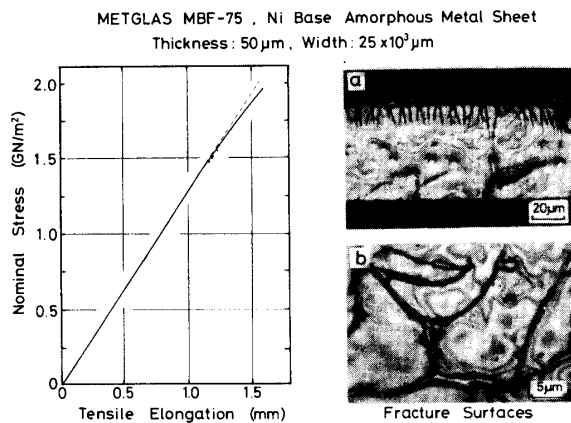 METGLAS MBF-75 , Ni Base Amorphous Metal Sheet
Thickness : 50 µm , Width : 25 x10³ µm
Nominal Stress (GN/m²)
2.0
1.5
1.0
0.5
0
0 0.5 1.0 1.5
Tensile Elongation (mm)
a
20µm
b
5µm
Fracture Surfaces